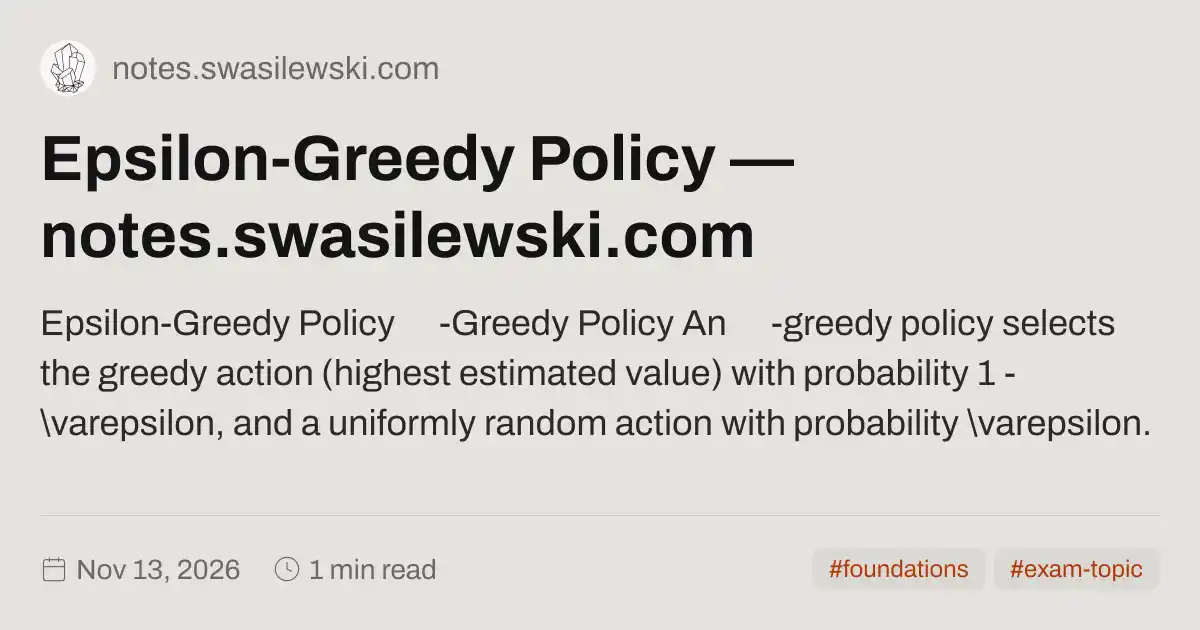 notes.swasilewski.com
Epsilon-Greedy Policy —
notes.swasilewski.com
Epsilon-Greedy Policy -Greedy Policy An -greedy policy selects
the greedy action (highest estimated value) with probability 1 -
\varepsilon, and a uniformly random action with probability \varepsilon.
Nov 13, 2026 1 min read #foundations #exam-topic